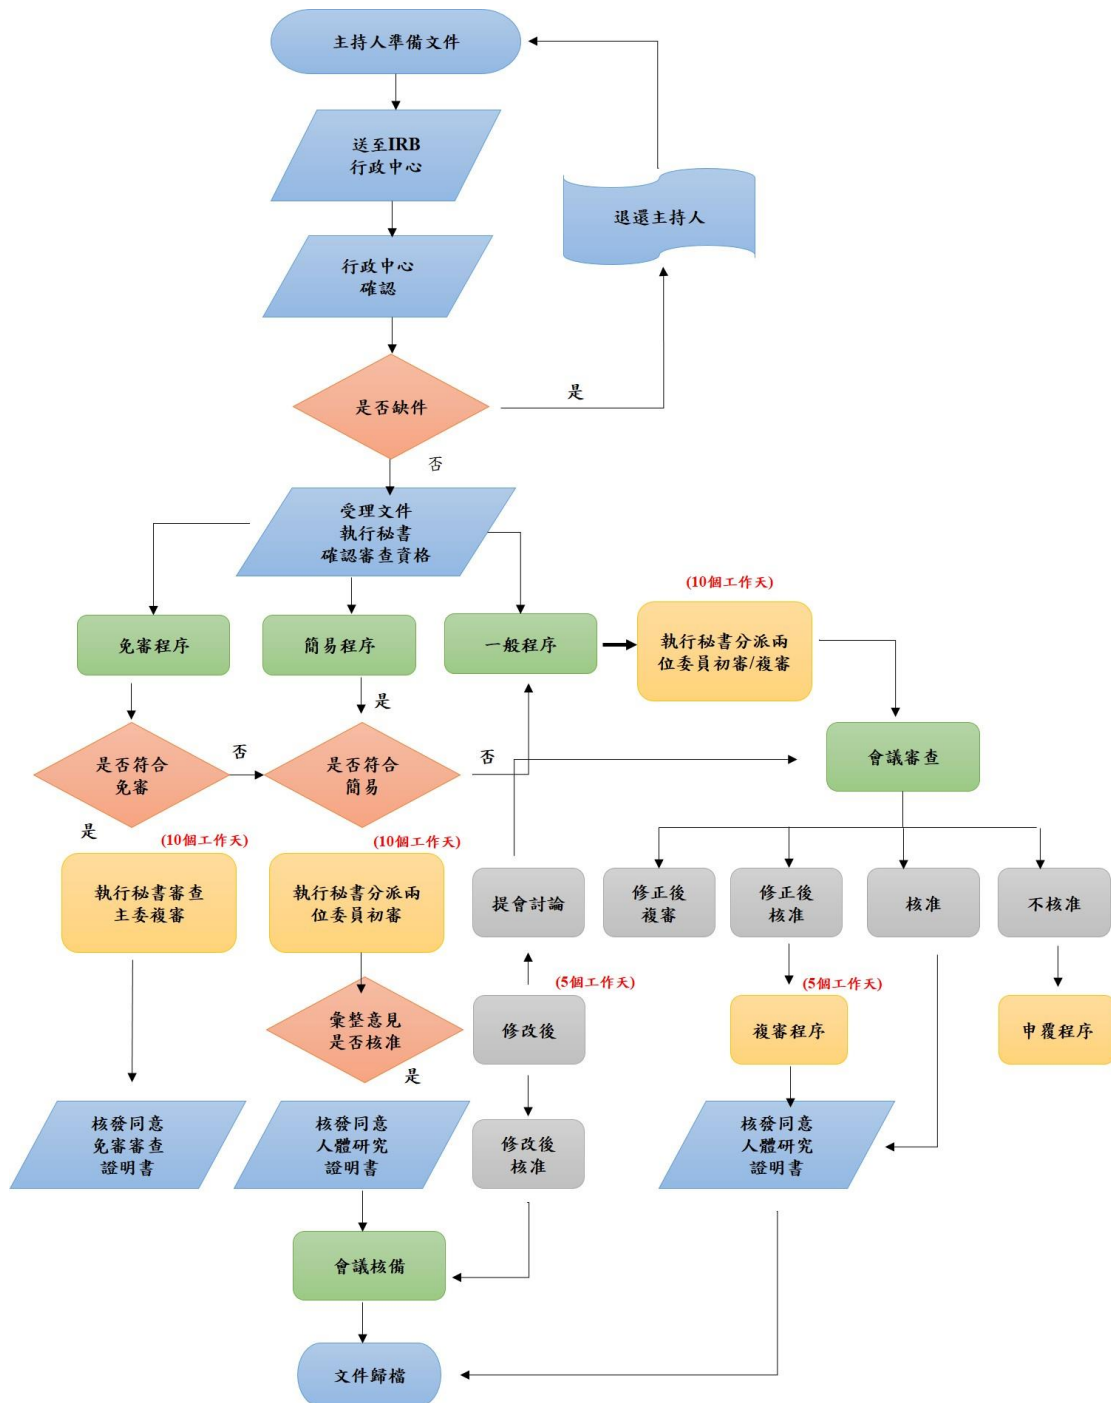 主持人準備文件
送至IRB
行政中心
退還主持人
行政中心
確認
是否缺件
是
否
受理文件
執行秘書
確認審查資格
(10個工作天)
免審程序
簡易程序
一般程序
執行秘書分派兩
位委員初審/複審
是
是否符合
免審
否
是否符合
簡易
否
會議審查
是
(10個工作天)
(10個工作天)
執行秘書審查
主委複審
執行秘書分派兩
位委員初審
提會討論
修正後
複審
修正後
核准
核准
不核准
(5個工作天)
(5個工作天)
彙整意見
是否核准
修改後
複審程序
申覆程序
是
核發同意
免審審查
證明書
核發同意
人體研究
證明書
修改後
核准
核發同意
人體研究
證明書
會議核備
文件歸檔